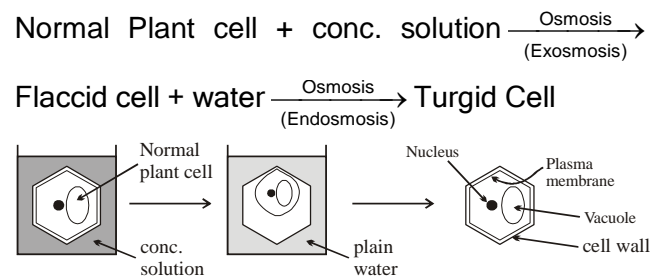 Normal Plant cell + conc. solution Osmosis (Exosmosis)
Flaccid cell + water Osmosis (Endosmosis) Turgid Cell
Normal
plant cell
conc.
solution
plain
water
Nucleus
Plasma
membrane
Vacuole
cell wall